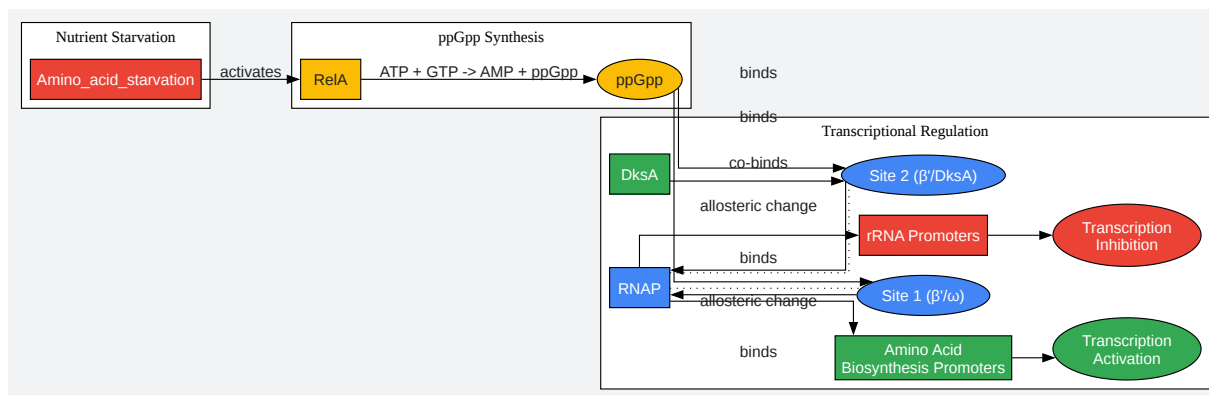 Nutrient Starvation
Amino_acid_starvation
activates
ppGpp Synthesis
RelA
ATP + GTP -> AMP + ppGpp
ppGpp
binds
binds
Transcriptional Regulation
DksA
co-binds
Site 2 (β'/DksA)
allosteric change
rRNA Promoters
Transcription
Inhibition
binds
RNAP
Site 1 (β'/ω)
allosteric change
binds
Amino Acid
Biosynthesis Promoters
Transcription
Activation